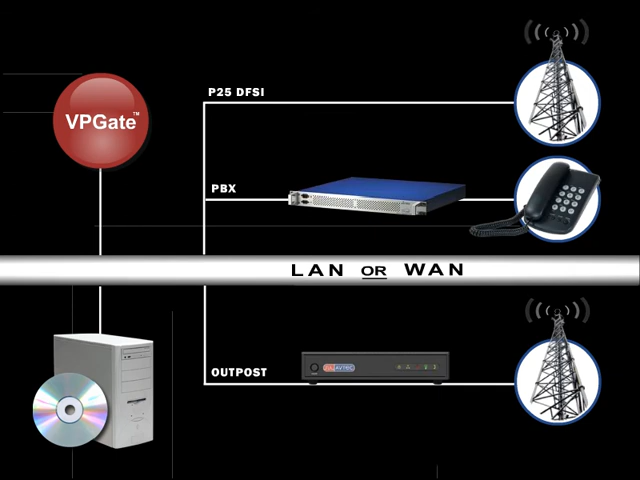 P25 DFSI
VPGate™
PBX
LAN OR WAN
OUTPOST
AVTEC